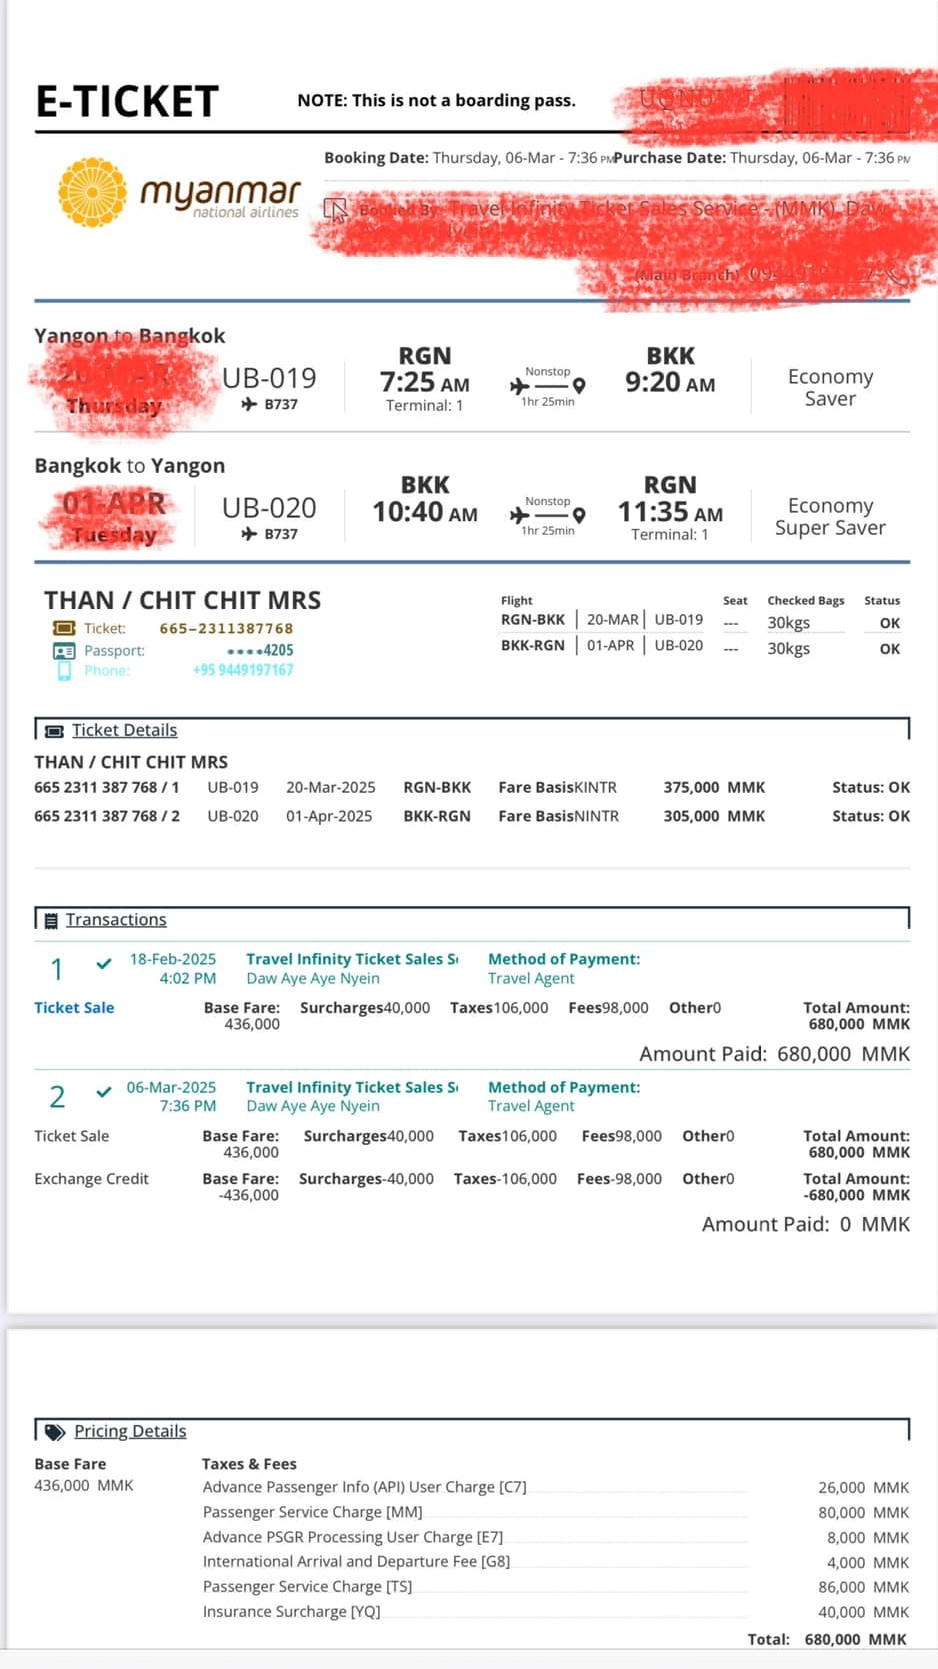 E-TICKET
NOTE: This is not a boarding pass.
Booking Date: Thursday, 06-Mar - 7:36 PM Purchase Date: Thursday, 06-Mar - 7:36 PM
myanmar
national airlines
Booked By: Travel Infinity Ticket Sales Service - (MMK), Daw
(Main Branch)
Yangon to Bangkok
Thursday
UB-019
B737
RGN
7:25 AM
Terminal: 1
Nonstop
1hr 25min
BKK
9:20 AM
Economy
Saver
Bangkok to Yangon
01-APR
Tuesday
UB-020
B737
BKK
10:40 AM
Nonstop
1hr 25min
RGN
11:35 AM
Terminal: 1
Economy
Super Saver
THAN / CHIT CHIT MRS
Ticket: 665-2311387768
Passport: ••••4205
Phone: +95 9449197167
Flight Seat Checked Bags Status
RGN-BKK | 20-MAR | UB-019 --- 30kgs OK
BKK-RGN | 01-APR | UB-020 --- 30kgs OK
Ticket Details
THAN / CHIT CHIT MRS
665 2311 387 768 / 1 UB-019 20-Mar-2025 RGN-BKK Fare BasisKINTR 375,000 MMK Status: OK
665 2311 387 768 / 2 UB-020 01-Apr-2025 BKK-RGN Fare BasisNINTR 305,000 MMK Status: OK
Transactions
1 18-Feb-2025 Travel Infinity Ticket Sales Method of Payment:
4:02 PM Daw Aye Aye Nyein Travel Agent
Ticket Sale Base Fare: Surcharges40,000 Taxes106,000 Fees98,000 Other0 Total Amount:
436,000 680,000 MMK
Amount Paid: 680,000 MMK
2 06-Mar-2025 Travel Infinity Ticket Sales Method of Payment:
7:36 PM Daw Aye Aye Nyein Travel Agent
Ticket Sale Base Fare: Surcharges40,000 Taxes106,000 Fees98,000 Other0 Total Amount:
436,000 680,000 MMK
Exchange Credit Base Fare: Surcharges-40,000 Taxes-106,000 Fees-98,000 Other0 Total Amount:
-436,000 -680,000 MMK
Amount Paid: 0 MMK
Pricing Details
Base Fare Taxes & Fees
436,000 MMK Advance Passenger Info (API) User Charge [C7] 26,000 MMK
Passenger Service Charge [MM] 80,000 MMK
Advance PSGR Processing User Charge [E7] 8,000 MMK
International Arrival and Departure Fee [G8] 4,000 MMK
Passenger Service Charge [TS] 86,000 MMK
Insurance Surcharge [YQ] 40,000 MMK
Total: 680,000 MMK